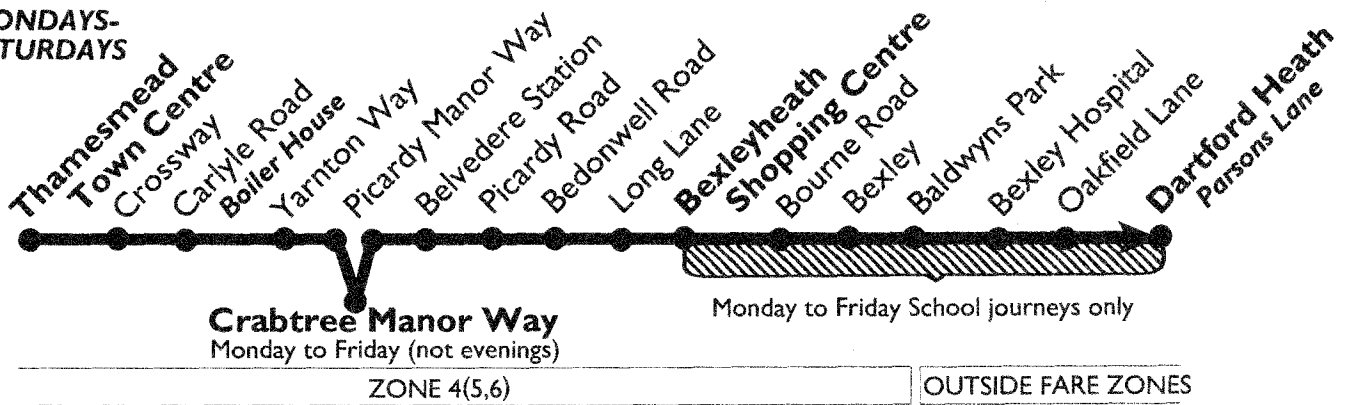 ONDAYS-
TURDAYS
Thamesmead
Town Centre
Crossway
Carlyle Road
Boiler House
Yarnton Way
Picardy Manor Way
Belvedere Station
Picardy Road
Bedonwell Road
Long Lane
Bexleyheath
Shopping Centre
Bourne Road
Bexley
Baldwyns Park
Bexley Hospital
Oakfield Lane
Dartford Heath
Parsons Lane
Crabtree Manor Way
Monday to Friday (not evenings)
Monday to Friday School journeys only
ZONE 4(5,6)
OUTSIDE FARE ZONES